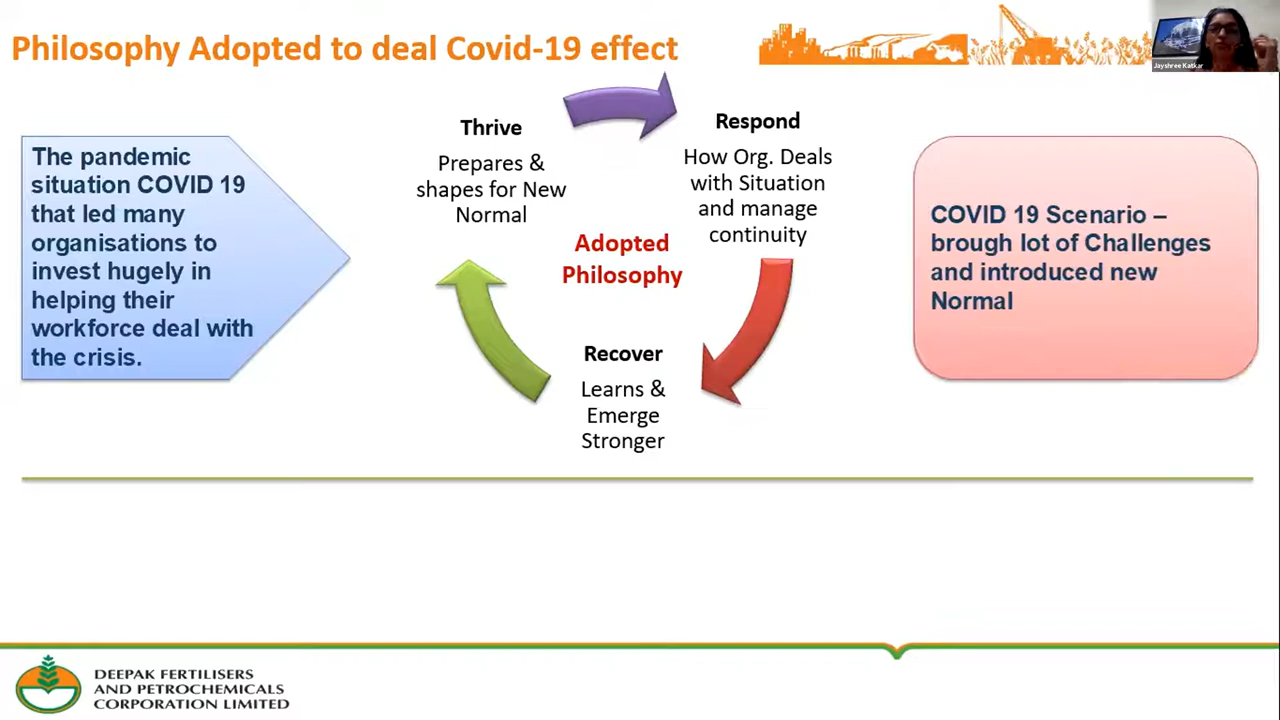 Philosophy Adopted to deal Covid-19 effect
Jayshree Katkar
The pandemic
situation COVID 19
that led many
organisations to
invest hugely in
helping their
workforce deal with
the crisis.
Thrive
Prepares &
shapes for New
Normal
Respond
How Org. Deals
with Situation
and manage
continuity
Adopted
Philosophy
Recover
Learns &
Emerge
Stronger
COVID 19 Scenario –
brough lot of Challenges
and introduced new
Normal
DEEPAK FERTILISERS
AND PETROCHEMICALS
CORPORATION LIMITED